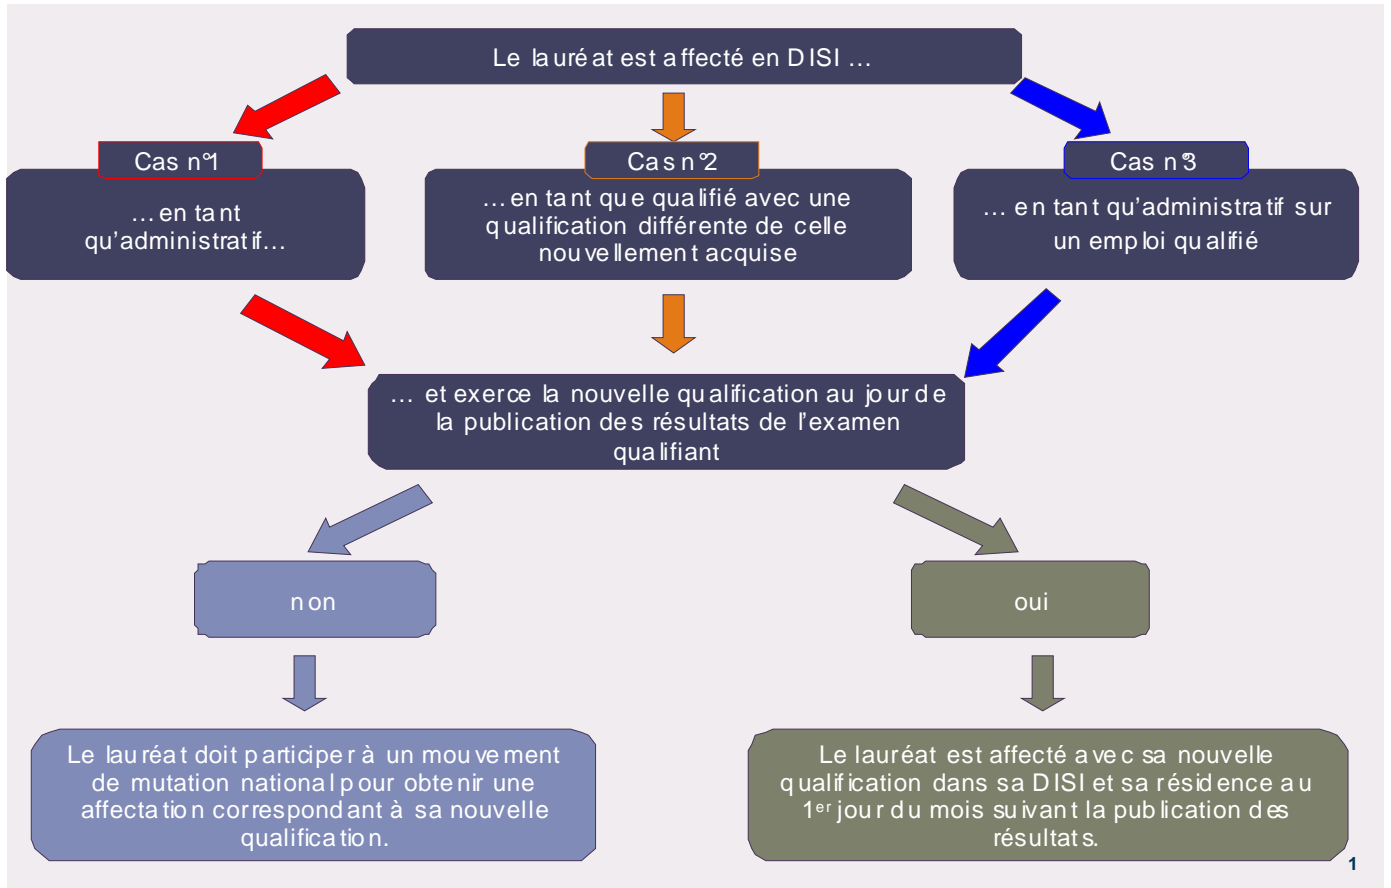 Le lauréat est affecté en DISI …
Cas n°1
Cas n°2
Cas n°3
… en tant
qu’administratif…
… en tant que qualifié avec une
qualification différente de celle
nouvellement acquise
… en tant qu’administratif sur
un emploi qualifié
… et exerce la nouvelle qualification au jour de
la publication des résultats de l’examen
qualifiant
non
oui
Le lauréat doit participer à un mouvement
de mutation national pour obtenir une
affectation correspondant à sa nouvelle
qualification.
Le lauréat est affecté avec sa nouvelle
qualification dans sa DISI et sa résidence au
1er jour du mois suivant la publication des
résultats.
1